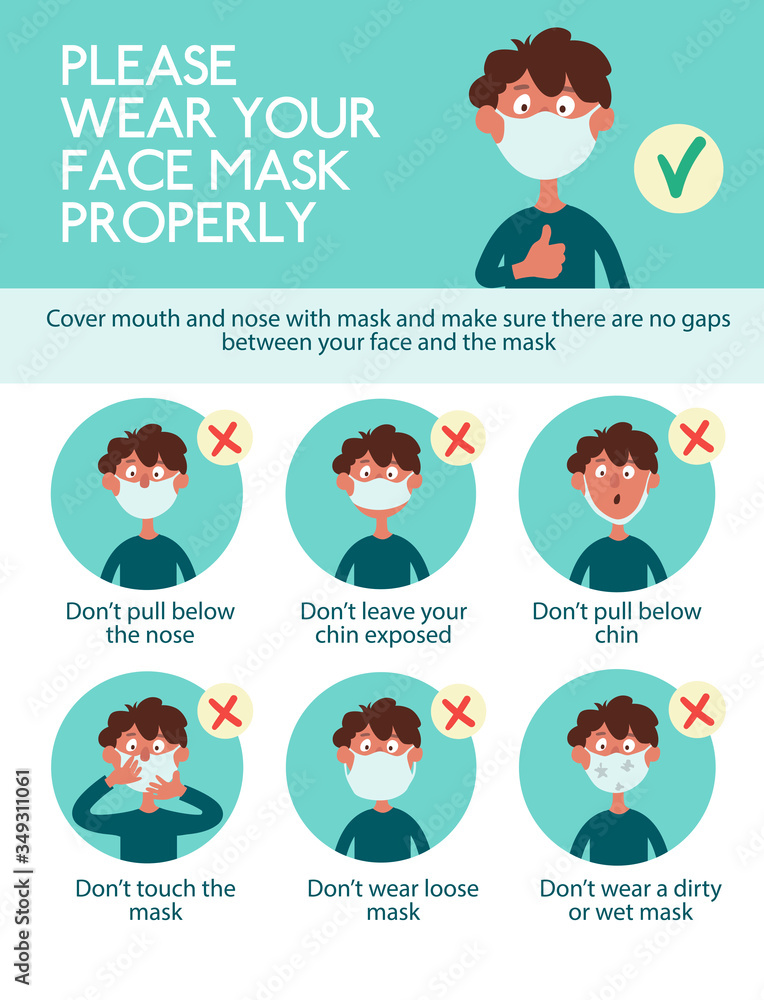 PLEASE
WEAR YOUR
FACE MASK
PROPERLY
Cover mouth and nose with mask and make sure there are no gaps
between your face and the mask
Don't pull below
the nose
Don't leave your
chin exposed
Don't pull below
chin
Don't touch the
mask
Don't wear loose
mask
Don't wear a dirty
or wet mask
Adobe Stock | #349311061